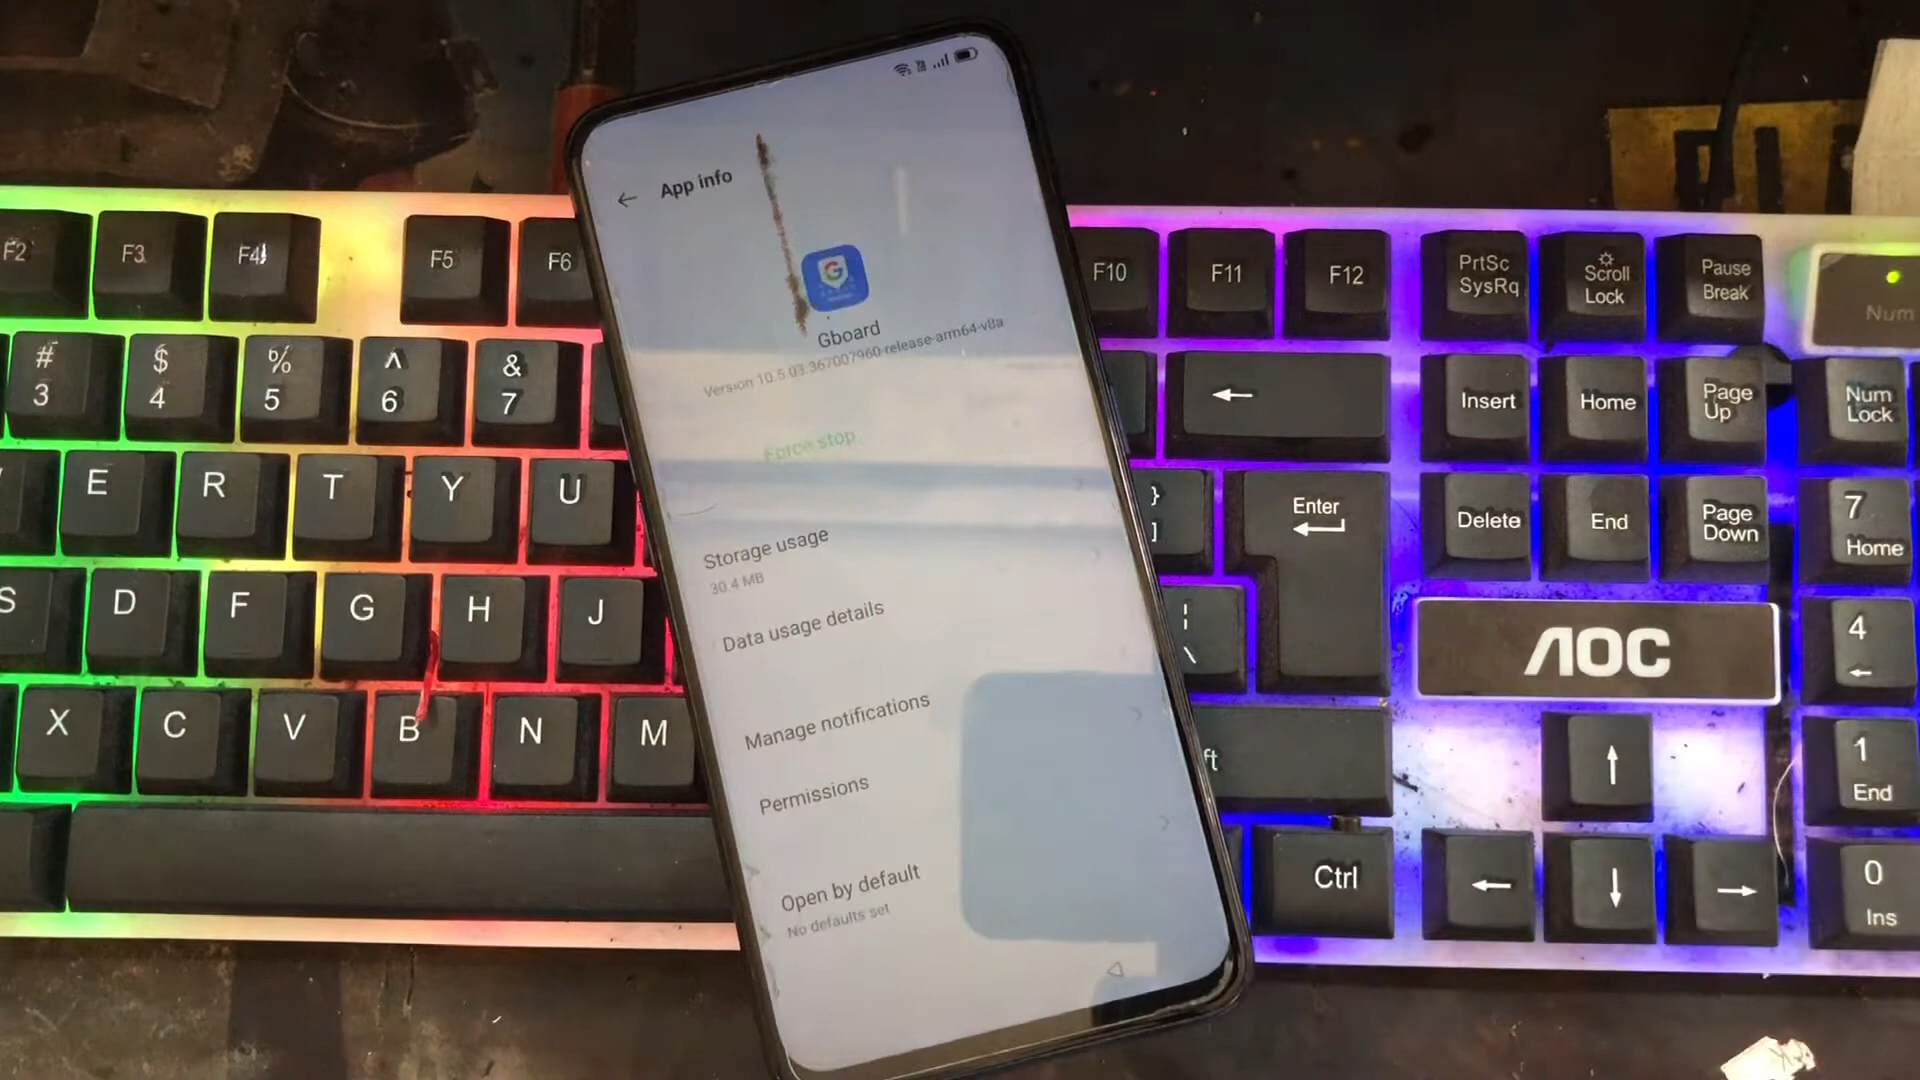 App info
Gboard
Version 10.5.03.367007960-release-arm64-v8a
Force stop
Storage usage
30.4 MB
Data usage details
Manage notifications
Permissions
Open by default
No defaults set
F2 F3 F4 F5 F6 F10 F11 F12 PrtSc SysRq Scroll Lock Pause Break Num
# 3 $ 4 % 5 ^ 6 & 7 ← Insert Home Page Up Num Lock
E R T Y U } ] Enter Delete End Page Down 7 Home
S D F G H J ¦ \ AOC 4 ←
X C V B N M ft ↑ 1 End
Ctrl ← ↓ → 0 Ins